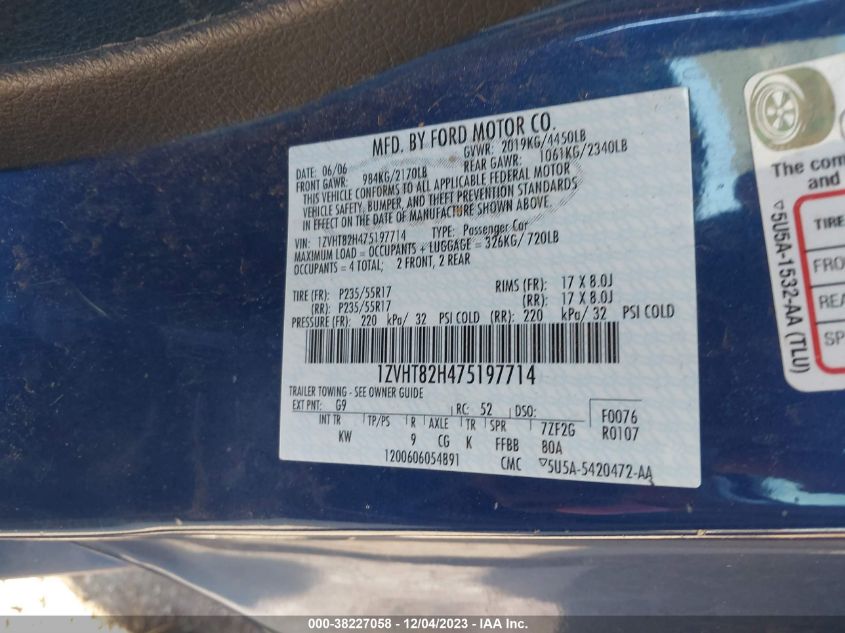 MFD. BY FORD MOTOR CO.
DATE: 06/06 GVWR: 2019KG/4450LB
FRONT GAWR: 984KG/2170LB REAR GAWR: 1061KG/2340LB
THIS VEHICLE CONFORMS TO ALL APPLICABLE FEDERAL MOTOR
VEHICLE SAFETY, BUMPER, AND THEFT PREVENTION STANDARDS
IN EFFECT ON THE DATE OF MANUFACTURE SHOWN ABOVE.
VIN: 1ZVHT82H475197714 TYPE: Passenger Car
MAXIMUM LOAD = OCCUPANTS + LUGGAGE = 326KG/ 720LB
OCCUPANTS = 4 TOTAL; 2 FRONT, 2 REAR
TIRE (FR): P235/55R17 RIMS (FR): 17 X 8.0J
(RR): P235/55R17 (RR): 17 X 8.0J
PRESSURE (FR): 220 kPa/ 32 PSI COLD (RR): 220 kPa/ 32 PSI COLD
1ZVHT82H475197714
TRAILER TOWING - SEE OWNER GUIDE
EXT PNT: G9 RC: 52 DSO: F0076
INT TR TP/PS R AXLE TR SPR 7ZF2G R0107
KW 9 CG K FFBB 80A
1200606054891 CMC ▽5U5A-5420472-AA
The com
and
TIRE
FRO
REA
SP
▽5U5A-1532-AA (TLU)
000-38227058 - 12/04/2023 - IAA Inc.